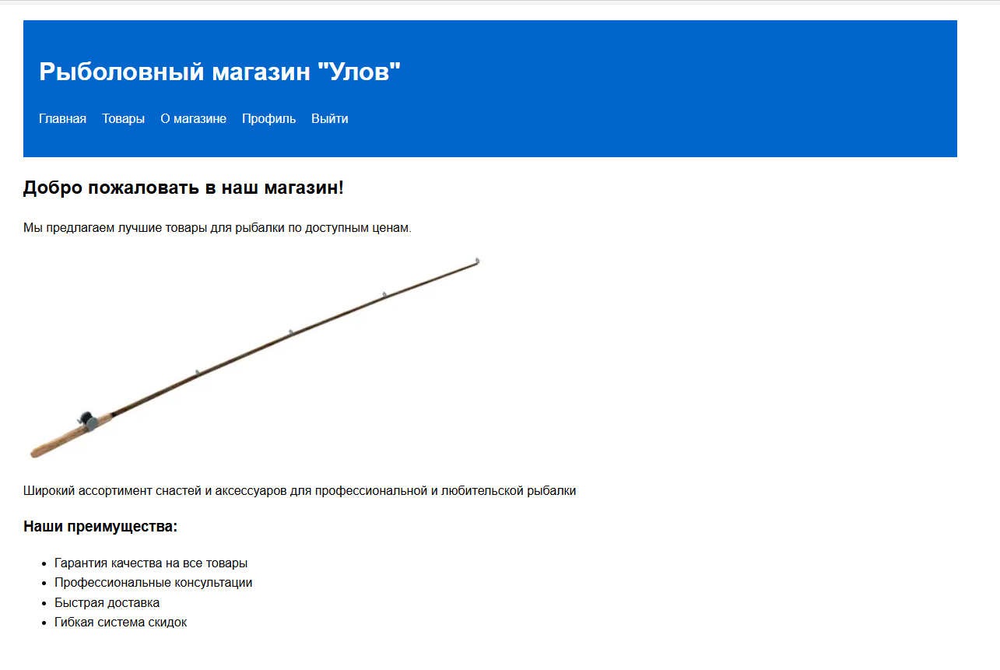 Рыболовный магазин "Улов"
Главная Товары О магазине Профиль Выйти
Добро пожаловать в наш магазин!
Мы предлагаем лучшие товары для рыбалки по доступным ценам.
Широкий ассортимент снастей и аксессуаров для профессиональной и любительской рыбалки
Наши преимущества:
• Гарантия качества на все товары
• Профессиональные консультации
• Быстрая доставка
• Гибкая система скидок